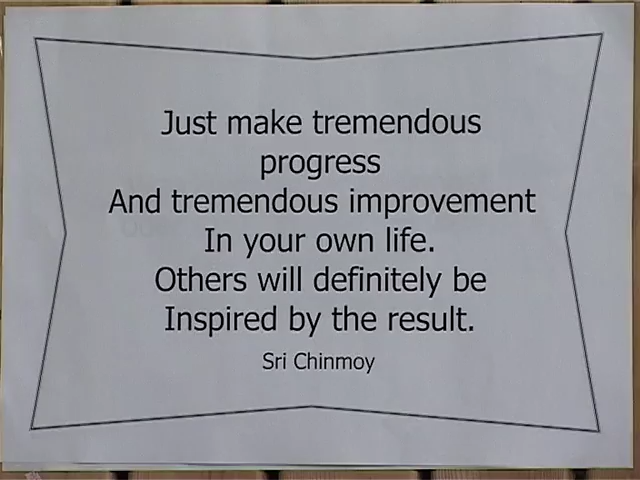 Just make tremendous
progress
And tremendous improvement
In your own life.
Others will definitely be
Inspired by the result.
Sri Chinmoy